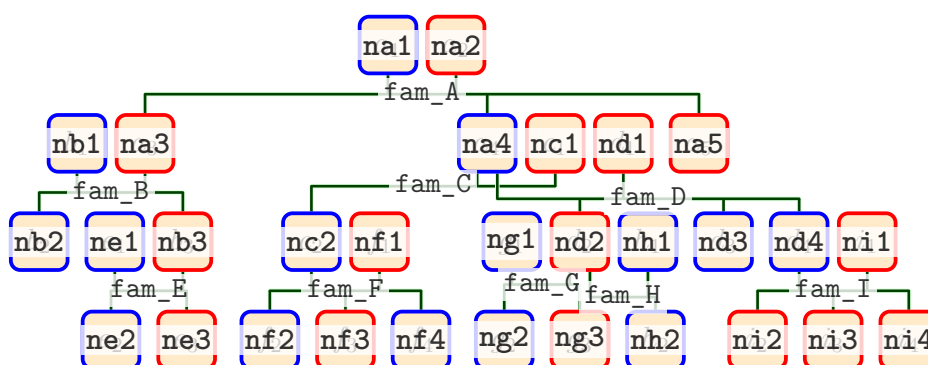 na1 na2
fam_A
nb1 na3 na4 nc1 nd1 na5
fam_B fam_C fam_D
nb2 ne1 nb3 nc2 nf1 ng1 nd2 nh1 nd3 nd4 ni1
fam_E fam_F fam_G fam_H fam_I
ne2 ne3 nf2 nf3 nf4 ng2 ng3 nh2 ni2 ni3 ni4